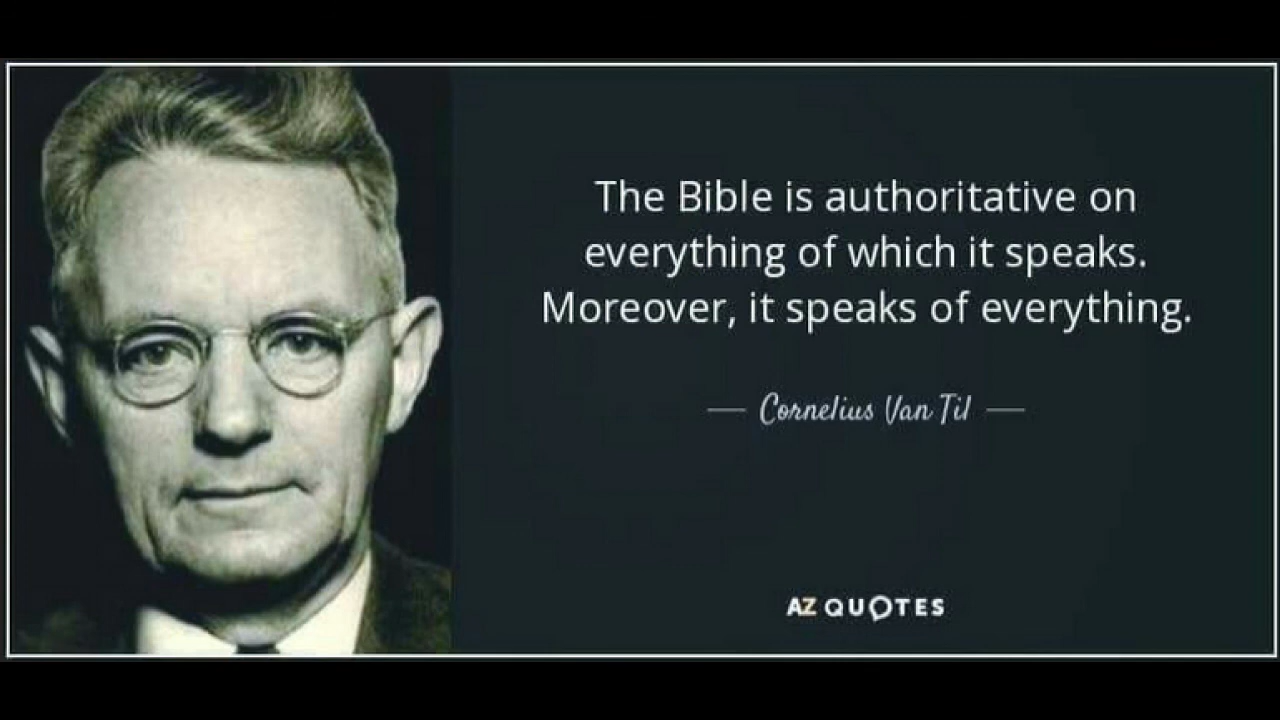 The Bible is authoritative on
everything of which it speaks.
Moreover, it speaks of everything.
— Cornelius Van Til —
AZ QUOTES